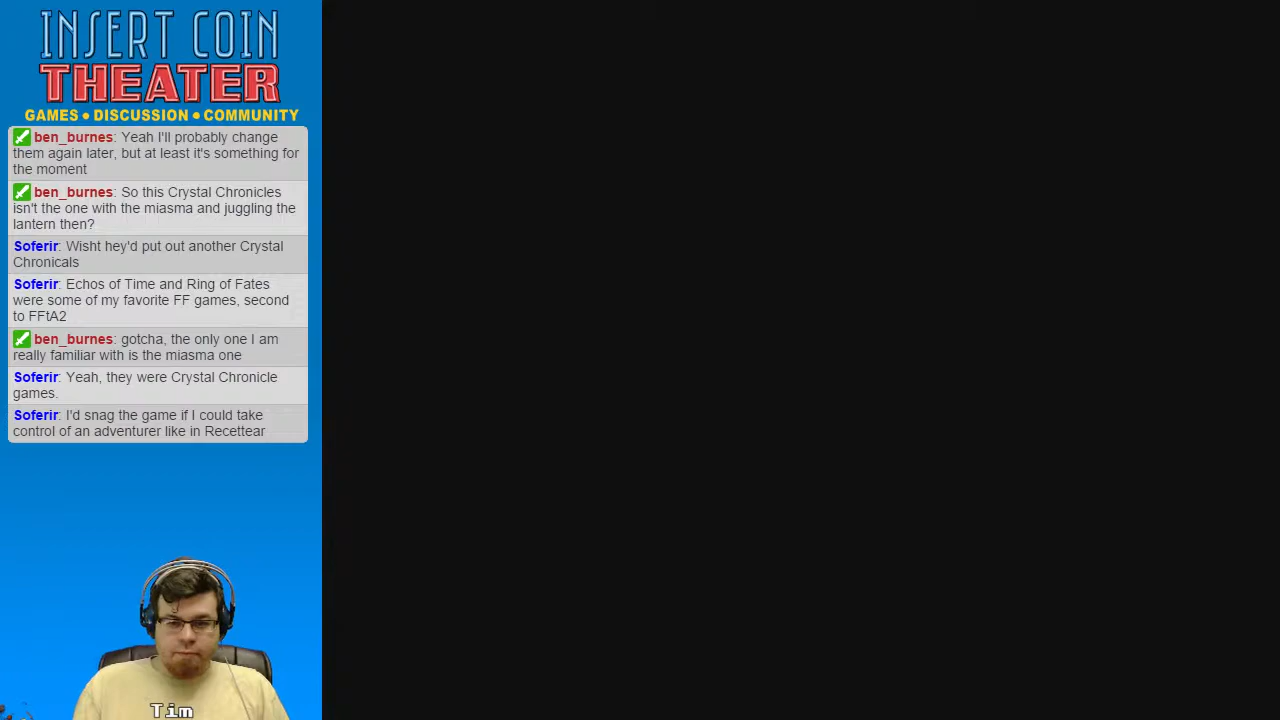 INSERT COIN
THEATER
GAMES • DISCUSSION • COMMUNITY
ben_burnes: Yeah I'll probably change
them again later, but at least it's something for
the moment
ben_burnes: So this Crystal Chronicles
isn't the one with the miasma and juggling the
lantern then?
Soferir: Wisht hey'd put out another Crystal
Chronicals
Soferir: Echos of Time and Ring of Fates
were some of my favorite FF games, second
to FFtA2
ben_burnes: gotcha, the only one I am
really familiar with is the miasma one
Soferir: Yeah, they were Crystal Chronicle
games.
Soferir: I'd snag the game if I could take
control of an adventurer like in Recettear
Tim